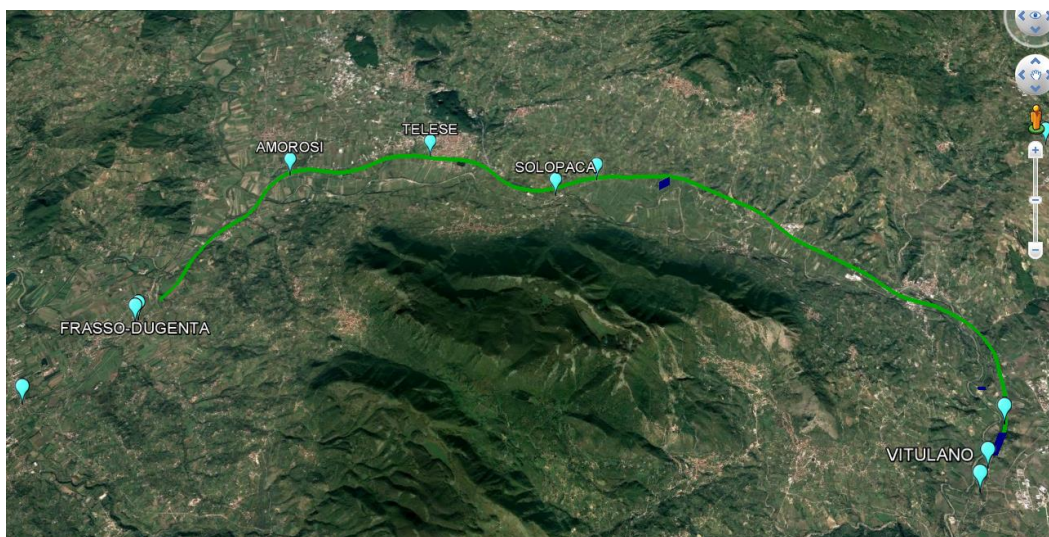 TELESE
AMOROSI
SOLOPACA
FRASSO-DUGENTA
VITULANO